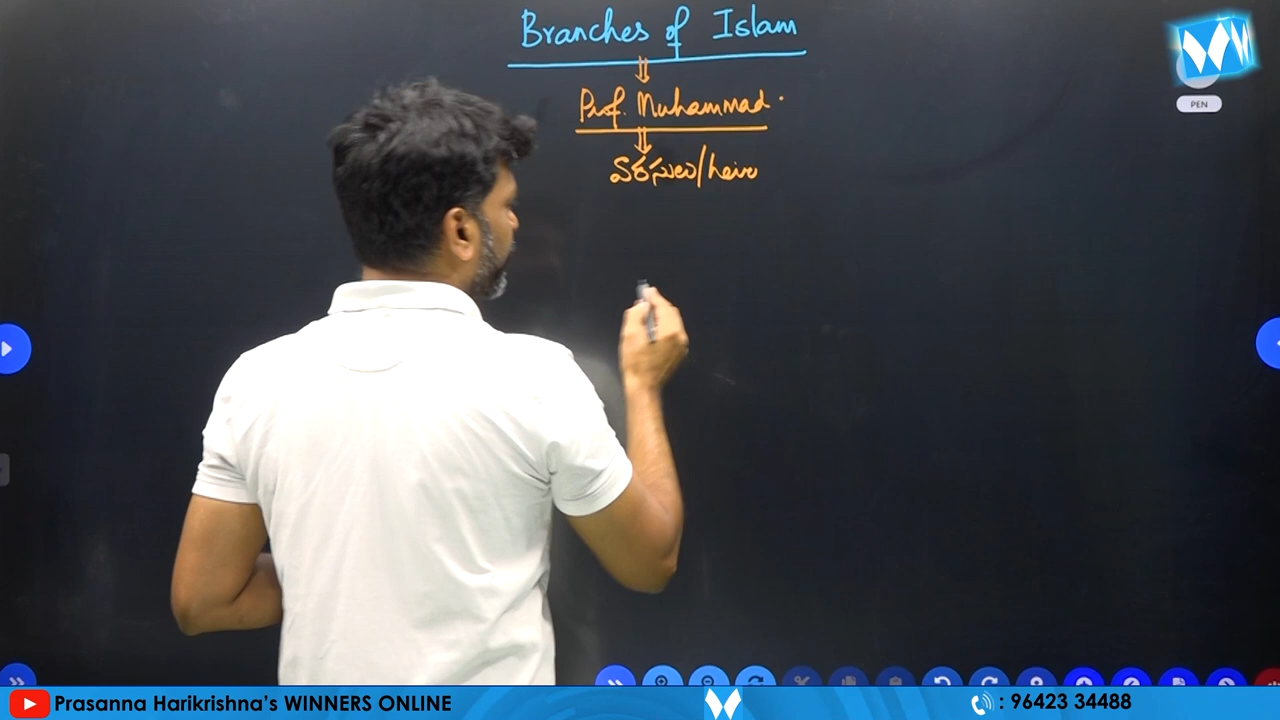 Branches of Islam
Prof. Muhammad.
వారసులు/heirs
PEN
Prasanna Harikrishna's WINNERS ONLINE
: 96423 34488